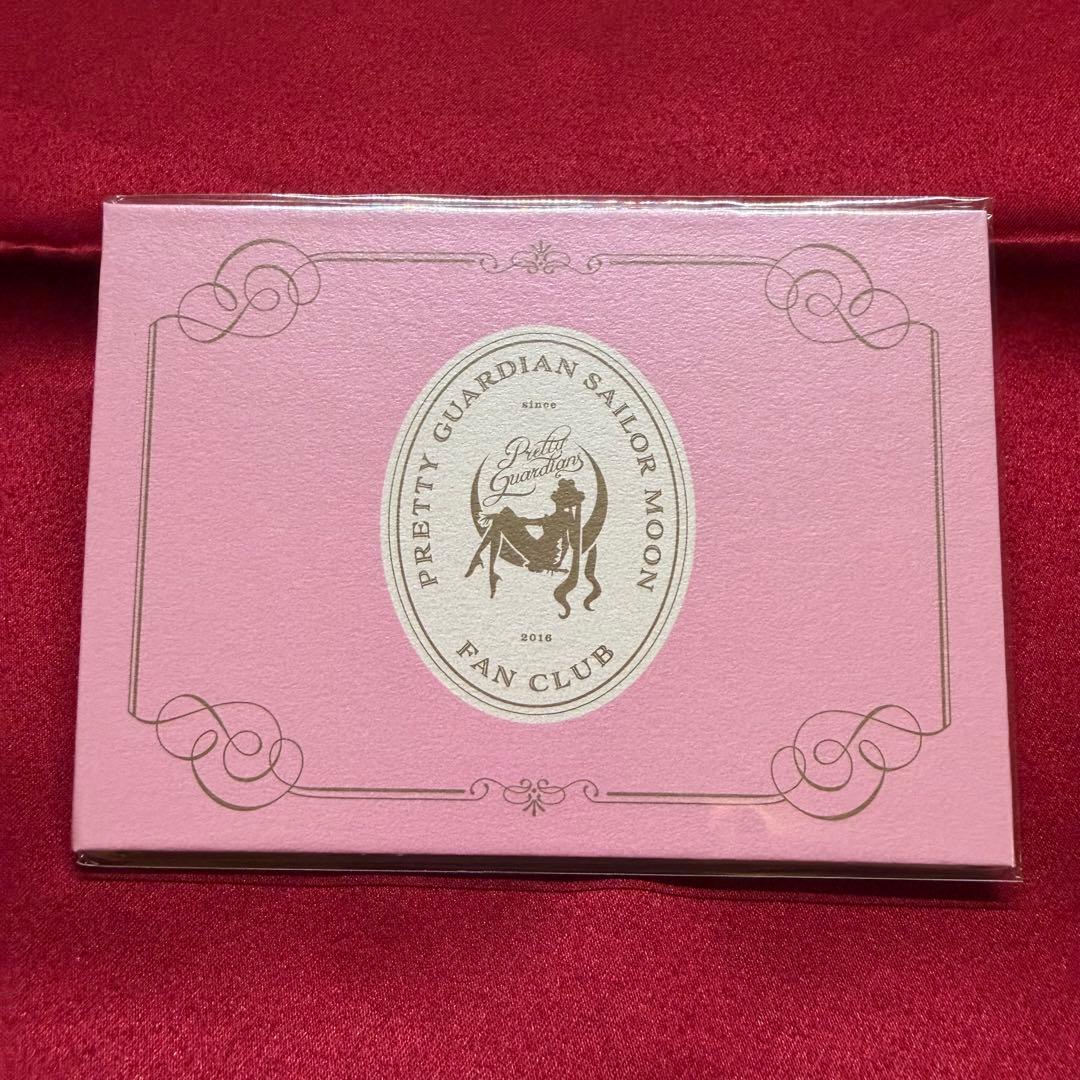 PRETTY GUARDIAN SAILOR MOON
since
Pretty
Guardians
2016
FAN CLUB